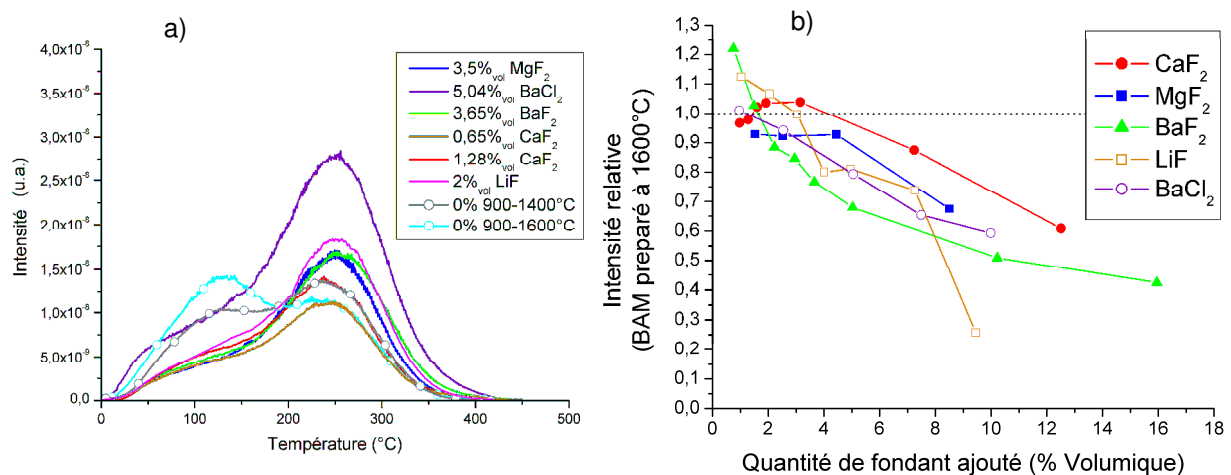 a)
4,0x10⁻⁸
3,5x10⁻⁸
3,0x10⁻⁸
2,5x10⁻⁸
2,0x10⁻⁸
1,5x10⁻⁸
1,0x10⁻⁸
5,0x10⁻⁹
0,0
0 100 200 300 400 500
Intensité (u.a.)
Température (°C)
3,5%vol MgF₂
5,04%vol BaCl₂
3,65%vol BaF₂
0,65%vol CaF₂
1,28%vol CaF₂
2%vol LiF
0% 900-1400°C
0% 900-1600°C
b)
1,3
1,2
1,1
1,0
0,9
0,8
0,7
0,6
0,5
0,4
0,3
0,2
0,1
0,0
0 2 4 6 8 10 12 14 16 18
Intensité relative
(BAM preparé à 1600°C)
Quantité de fondant ajouté (% Volumique)
CaF₂
MgF₂
BaF₂
LiF
BaCl₂